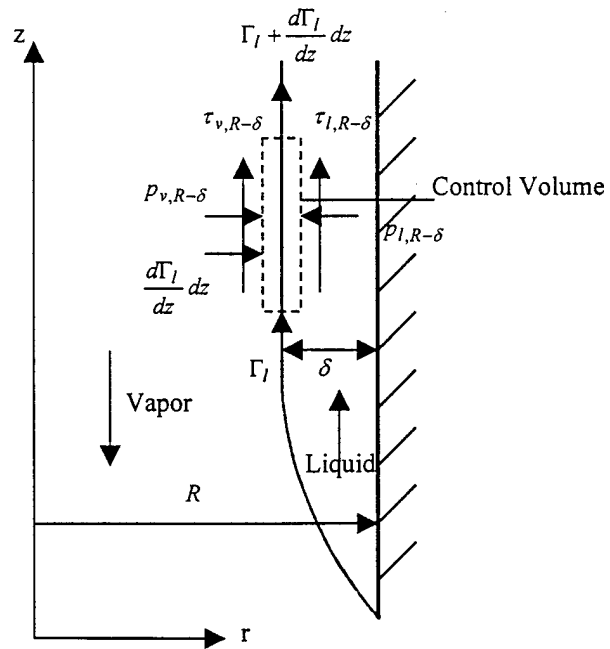 z
Γ_l + dΓ_l/dz dz
τ_{v,R−δ}
τ_{l,R−δ}
Control Volume
p_{v,R−δ}
p_{l,R−δ}
dΓ_l/dz dz
Γ_l
δ
Vapor
Liquid
R
r